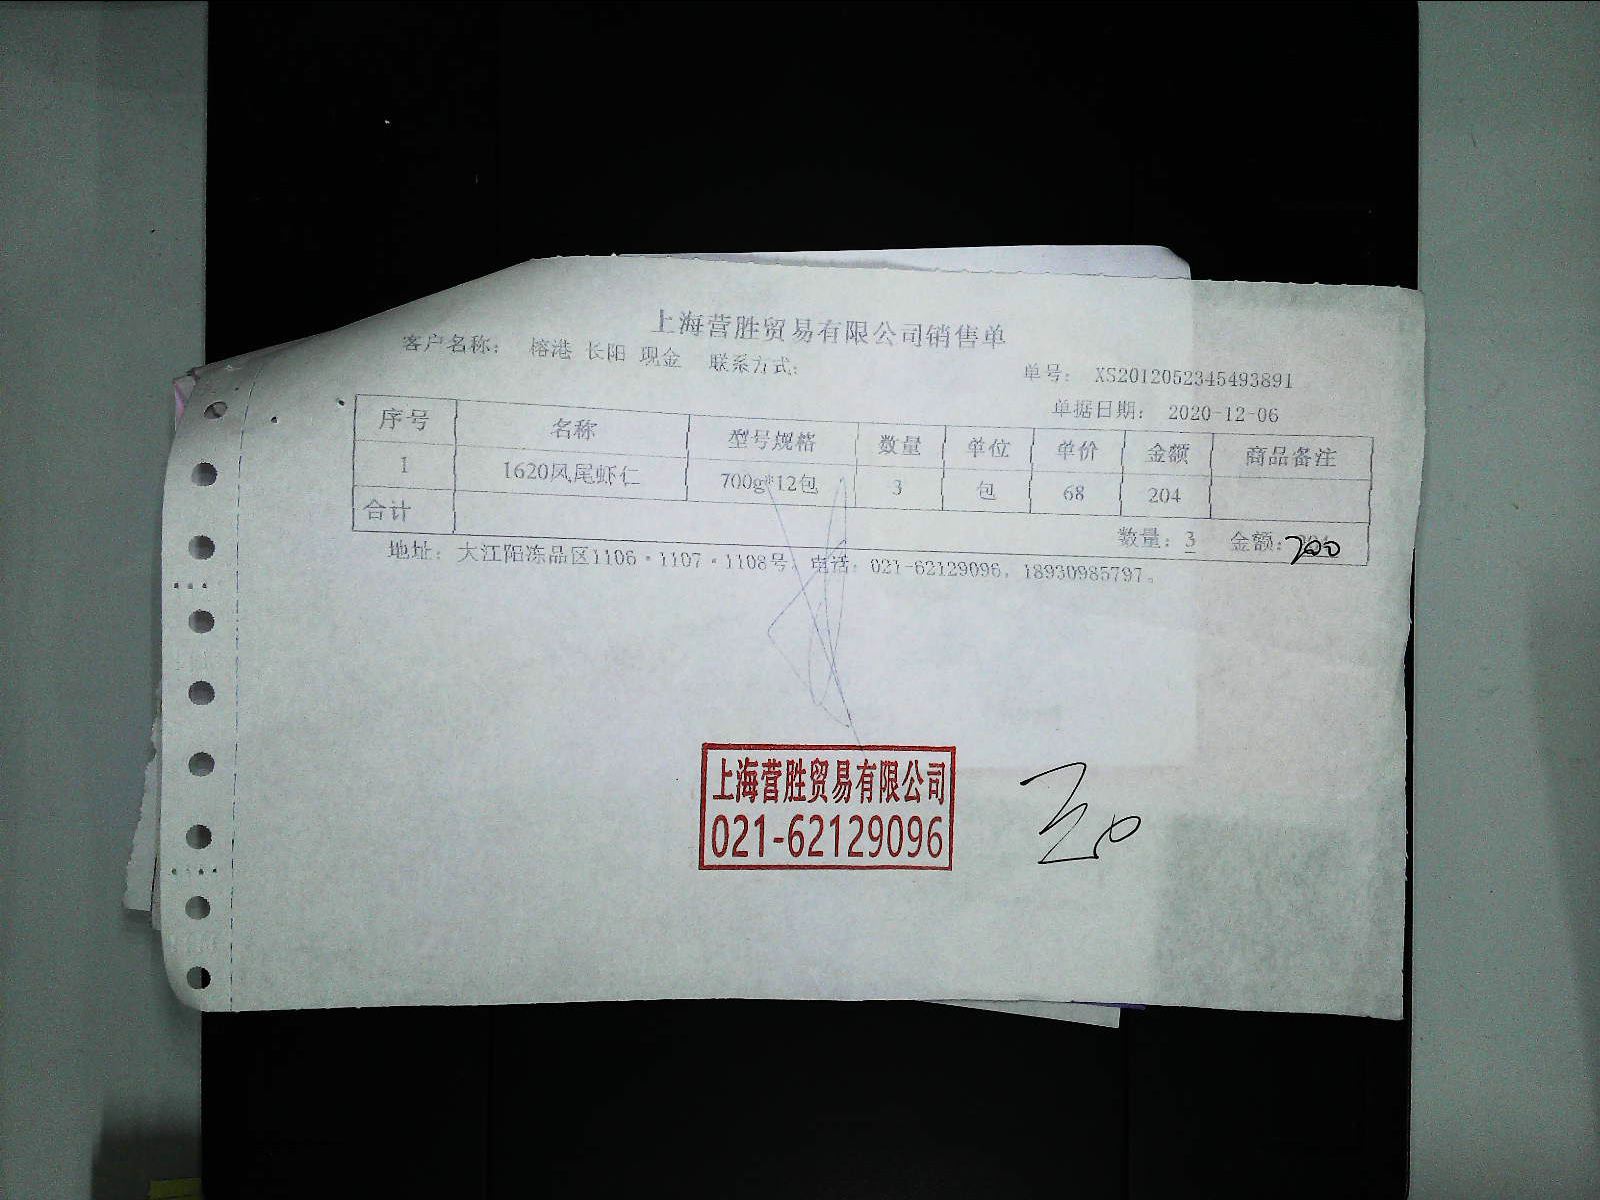 上海营胜贸易有限公司销售单
客户名称: 榕港 长阳 现金 联系方式:
单号: XS2012052345493891
单据日期: 2020-12-06
序号 名称 型号规格 数量 单位 单价 金额 商品备注
1 1620凤尾虾仁 700g*12包 3 包 68 204
合计 数量: 3 金额: 200
地址: 大江阳冻品区1106·1107·1108号; 电话: 021-62129096, 18930985797。
上海营胜贸易有限公司
021-62129096